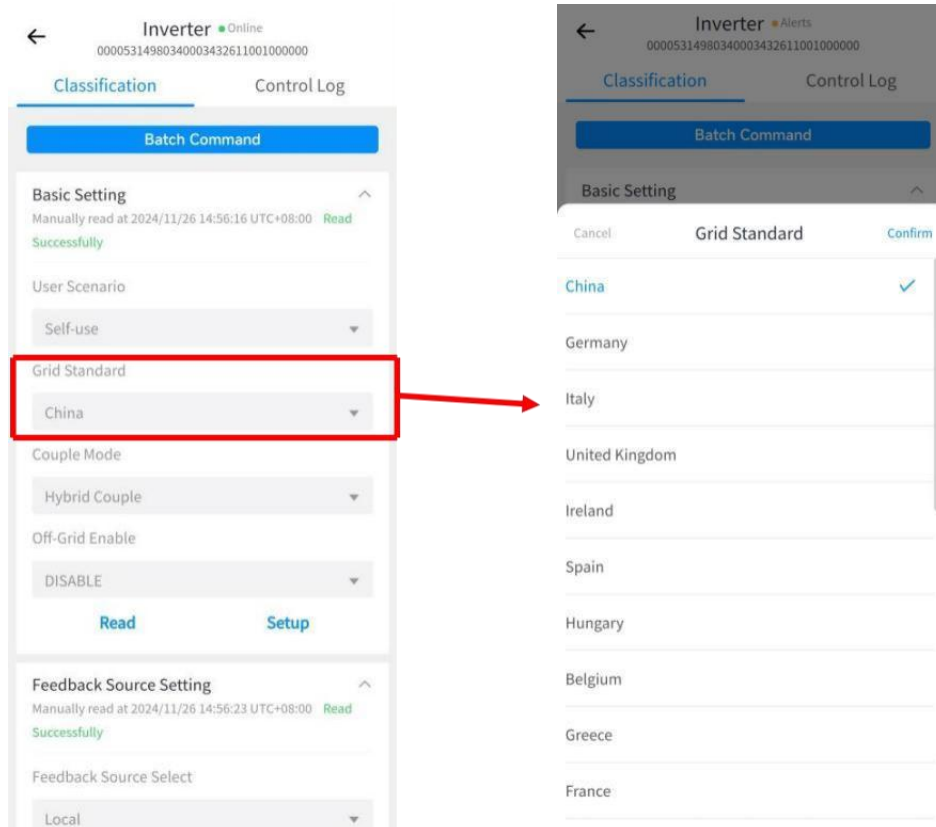 Inverter Online
00005314980340003432611001000000
Classification Control Log
Batch Command
Basic Setting
Manually read at 2024/11/26 14:56:16 UTC+08:00 Read
Successfully
User Scenario
Self-use
Grid Standard
China
Couple Mode
Hybrid Couple
Off-Grid Enable
DISABLE
Read Setup
Feedback Source Setting
Manually read at 2024/11/26 14:56:23 UTC+08:00 Read
Successfully
Feedback Source Select
Local
Inverter Alerts
00005314980340003432611001000000
Classification Control Log
Batch Command
Basic Setting
Cancel Grid Standard Confirm
China
Germany
Italy
United Kingdom
Ireland
Spain
Hungary
Belgium
Greece
France